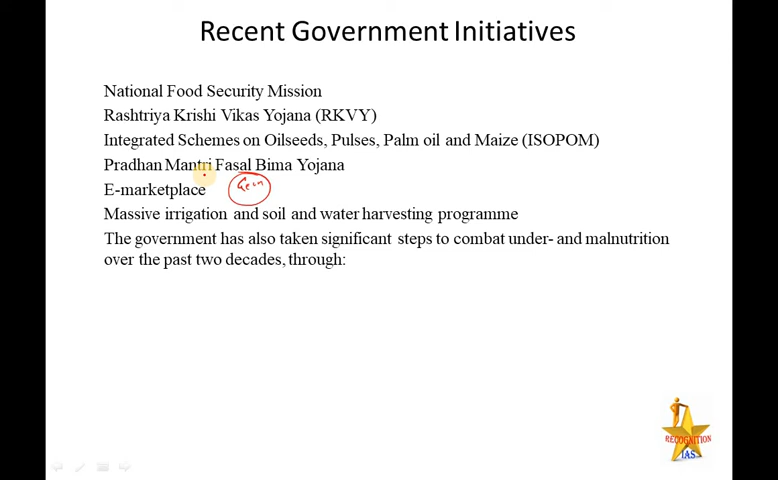 Recent Government Initiatives
National Food Security Mission
Rashtriya Krishi Vikas Yojana (RKVY)
Integrated Schemes on Oilseeds, Pulses, Palm oil and Maize (ISOPOM)
Pradhan Mantri Fasal Bima Yojana
E-marketplace
Massive irrigation and soil and water harvesting programme
The government has also taken significant steps to combat under- and malnutrition
over the past two decades, through:
RECOGNITION
IAS